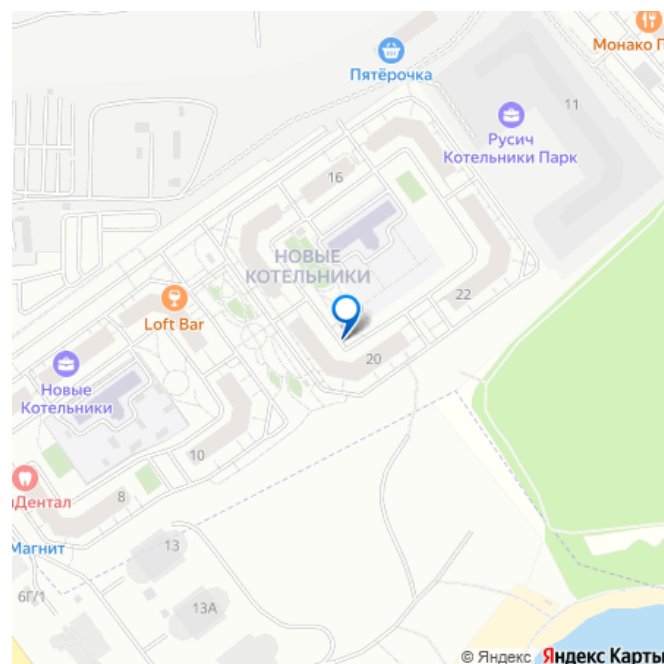 Монако П
Пятёрочка
11
Русич
Котельники Парк
16
НОВЫЕ
КОТЕЛЬНИКИ
22
Loft Bar
20
Новые
Котельники
10
Дентал
8
Магнит
13
6Г/1
13А
© Яндекс Яндекс Карты